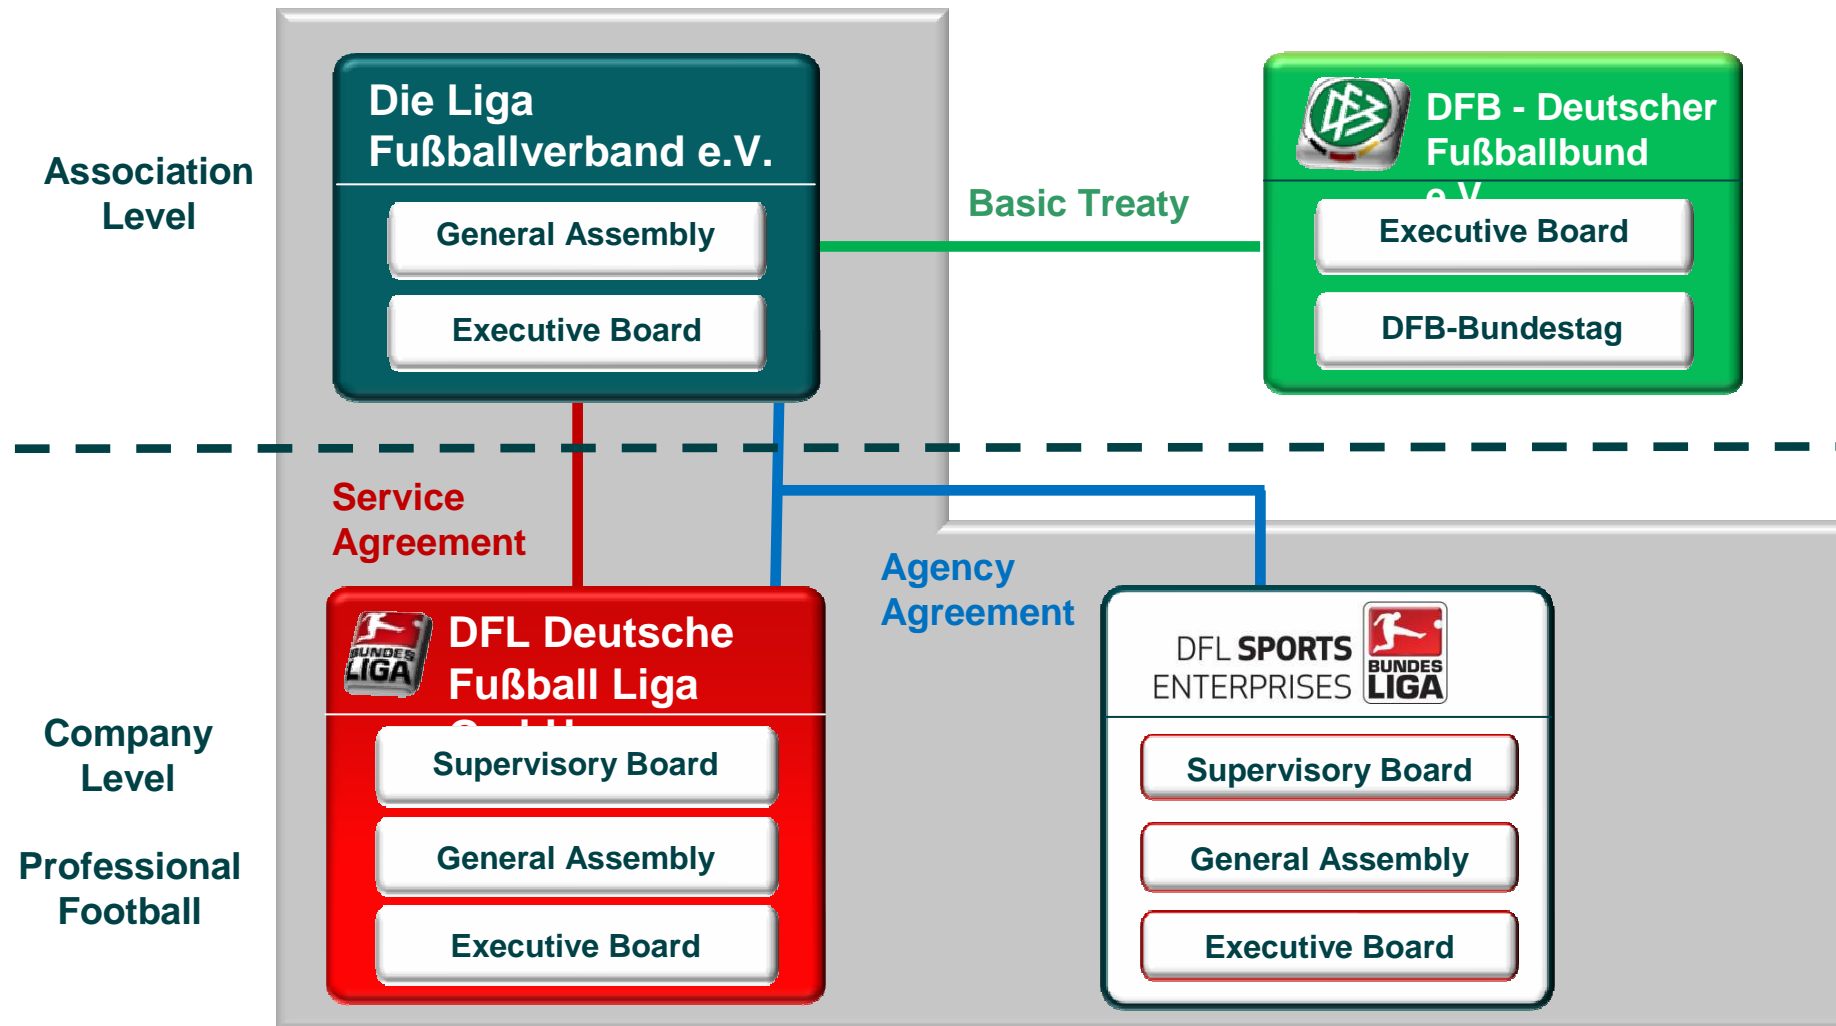 Association
Level
Die Liga
Fußballverband e.V.
General Assembly
Executive Board
Basic Treaty
DFB
DFB - Deutscher
Fußballbund
e.V.
Executive Board
DFB-Bundestag
Service
Agreement
Agency
Agreement
Company
Level
Professional
Football
BUNDES
LIGA
DFL Deutsche
Fußball Liga
Supervisory Board
General Assembly
Executive Board
DFL SPORTS
ENTERPRISES
BUNDES
LIGA
Supervisory Board
General Assembly
Executive Board